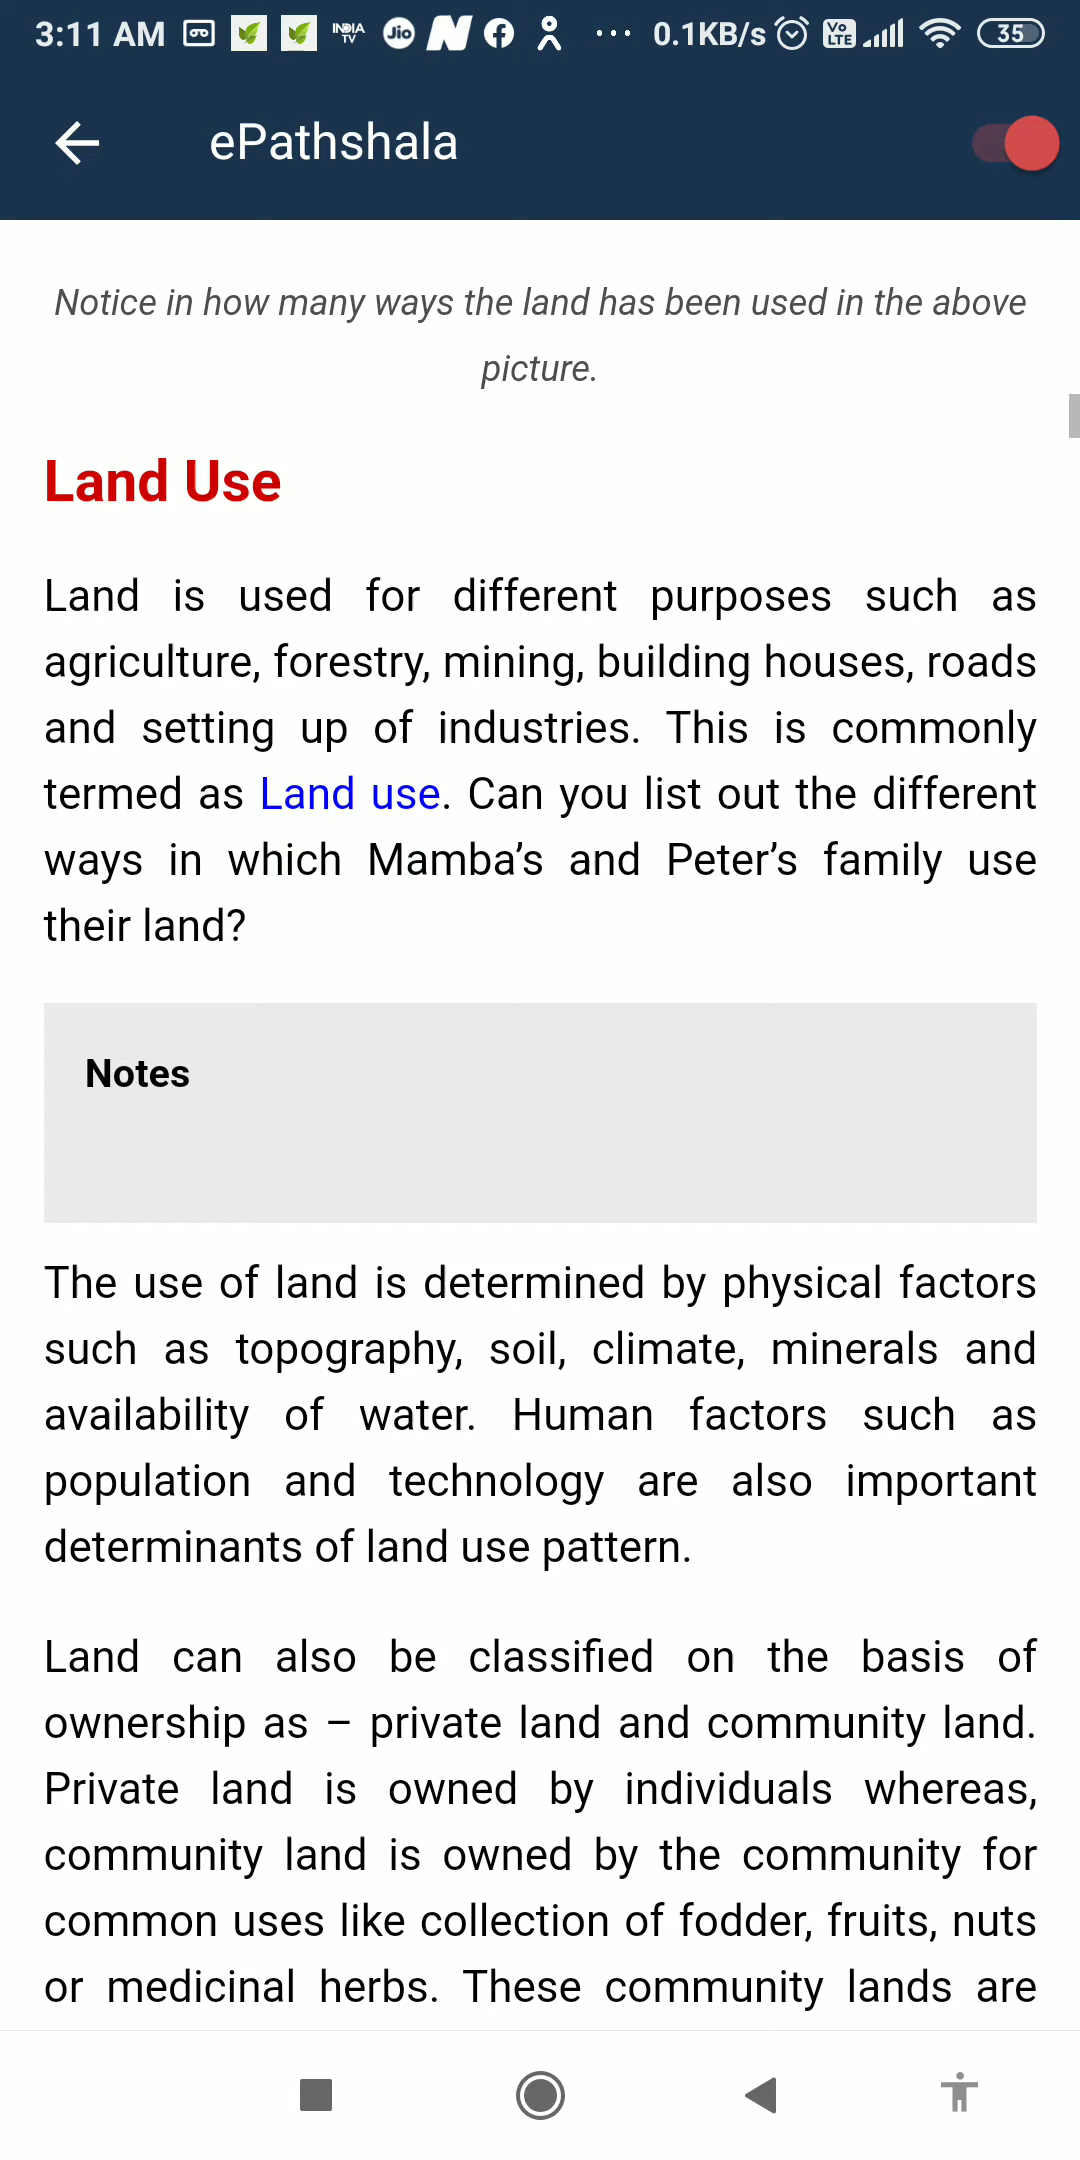 3:11 AM INDIA TV Jio N 0.1KB/s Vo LTE 35
ePathshala
Notice in how many ways the land has been used in the above
picture.
Land Use
Land is used for different purposes such as
agriculture, forestry, mining, building houses, roads
and setting up of industries. This is commonly
termed as Land use. Can you list out the different
ways in which Mamba’s and Peter’s family use
their land?
Notes
The use of land is determined by physical factors
such as topography, soil, climate, minerals and
availability of water. Human factors such as
population and technology are also important
determinants of land use pattern.
Land can also be classified on the basis of
ownership as – private land and community land.
Private land is owned by individuals whereas,
community land is owned by the community for
common uses like collection of fodder, fruits, nuts
or medicinal herbs. These community lands are